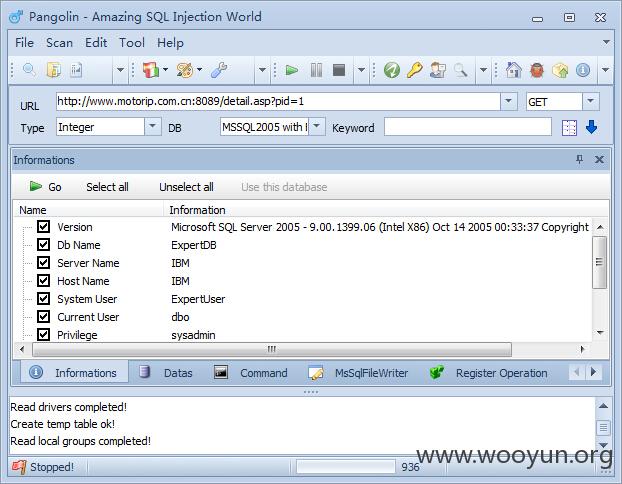 Pangolin - Amazing SQL Injection World
File Scan Edit Tool Help
URL http://www.motorip.com.cn:8089/detail.asp?pid=1 GET
Type Integer DB MSSQL2005 with Keyword
Informations
Go Select all Unselect all Use this database
Name Information
Version Microsoft SQL Server 2005 - 9.00.1399.06 (Intel X86) Oct 14 2005 00:33:37 Copyright
Db Name ExpertDB
Server Name IBM
Host Name IBM
System User ExpertUser
Current User dbo
Privilege sysadmin
Informations Datas Command MsSqlFileWriter Register Operation
Read drivers completed!
Create temp table ok!
Read local groups completed!
Stopped! 936
www.wooyun.org